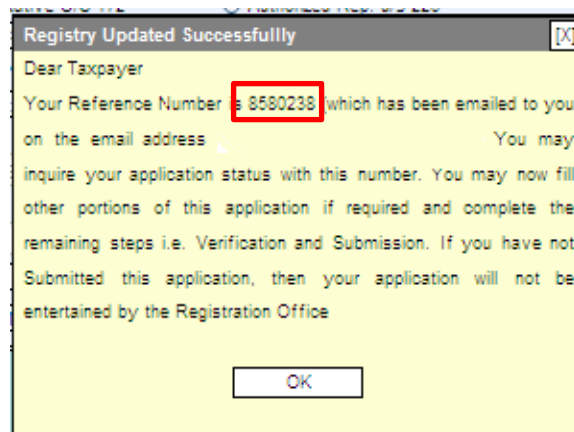 Registry Updated Successfullly [X]
Dear Taxpayer
Your Reference Number is 8580238 (which has been emailed to you
on the email address You may
inquire your application status with this number. You may now fill
other portions of this application if required and complete the
remaining steps i.e. Verification and Submission. If you have not
Submitted this application, then your application will not be
entertained by the Registration Office
OK